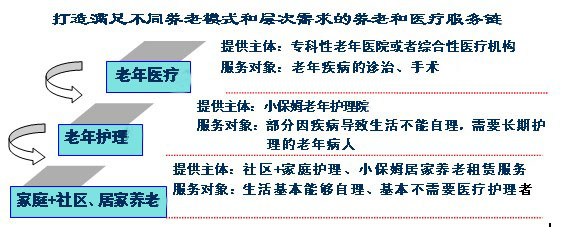 打造满足不同养老模式和层次需求的养老和医疗服务链
提供主体：专科性老年医院或者综合性医疗机构
服务对象：老年疾病的诊治、手术
老年医疗
提供主体：小保姆老年护理院
服务对象：部分因疾病导致生活不能自理，需要长期护
理的老年病人
老年护理
提供主体：社区+家庭护理、小保姆居家养老租赁服务
服务对象：生活基本能够自理、基本不需要医疗护理者
家庭+社区、居家养老